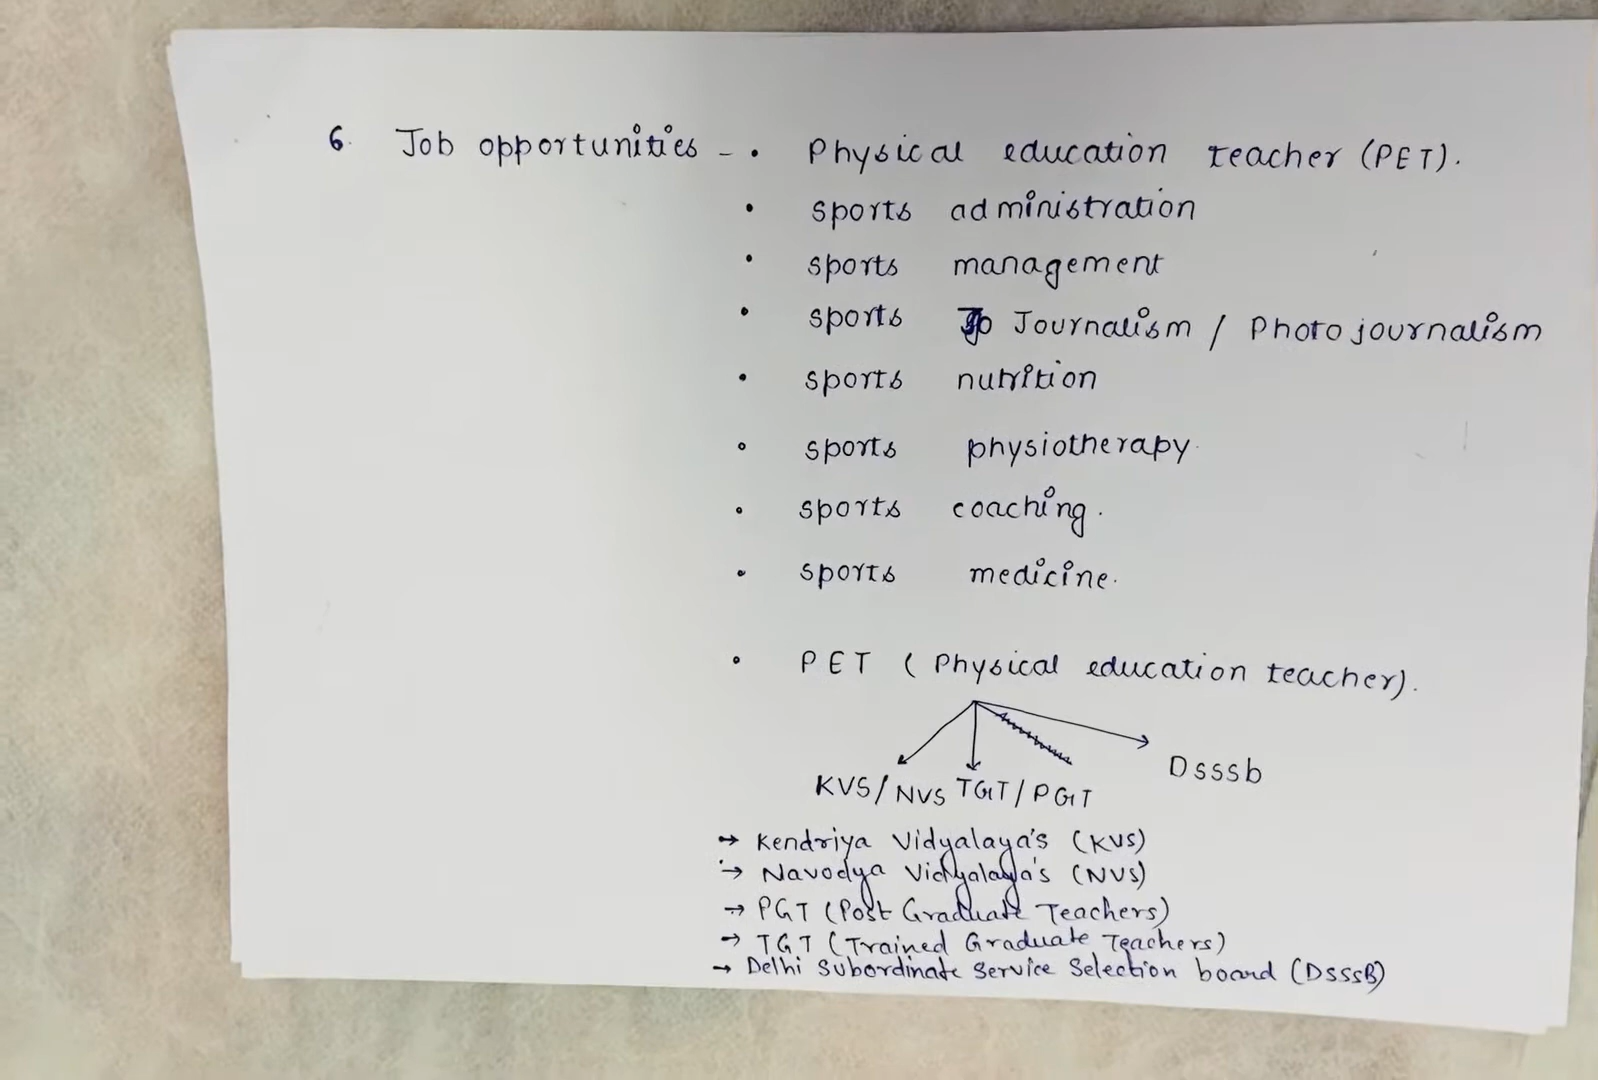 6. Job opportunities - • Physical education teacher (PET).
• sports administration
• sports management
• sports Journalism / Photo journalism
• sports nutrition
• sports physiotherapy.
• sports coaching.
• sports medicine.
• PET (Physical education teacher).
Dsssb
KVS/NVS TGT/PGT
→ Kendriya Vidyalaya's (KVS)
→ Navodya Vidyalaya's (NVS)
→ PGT (Post Graduate Teachers)
→ TGT (Trained Graduate Teachers)
→ Delhi Subordinate Service Selection board (DSSSB)